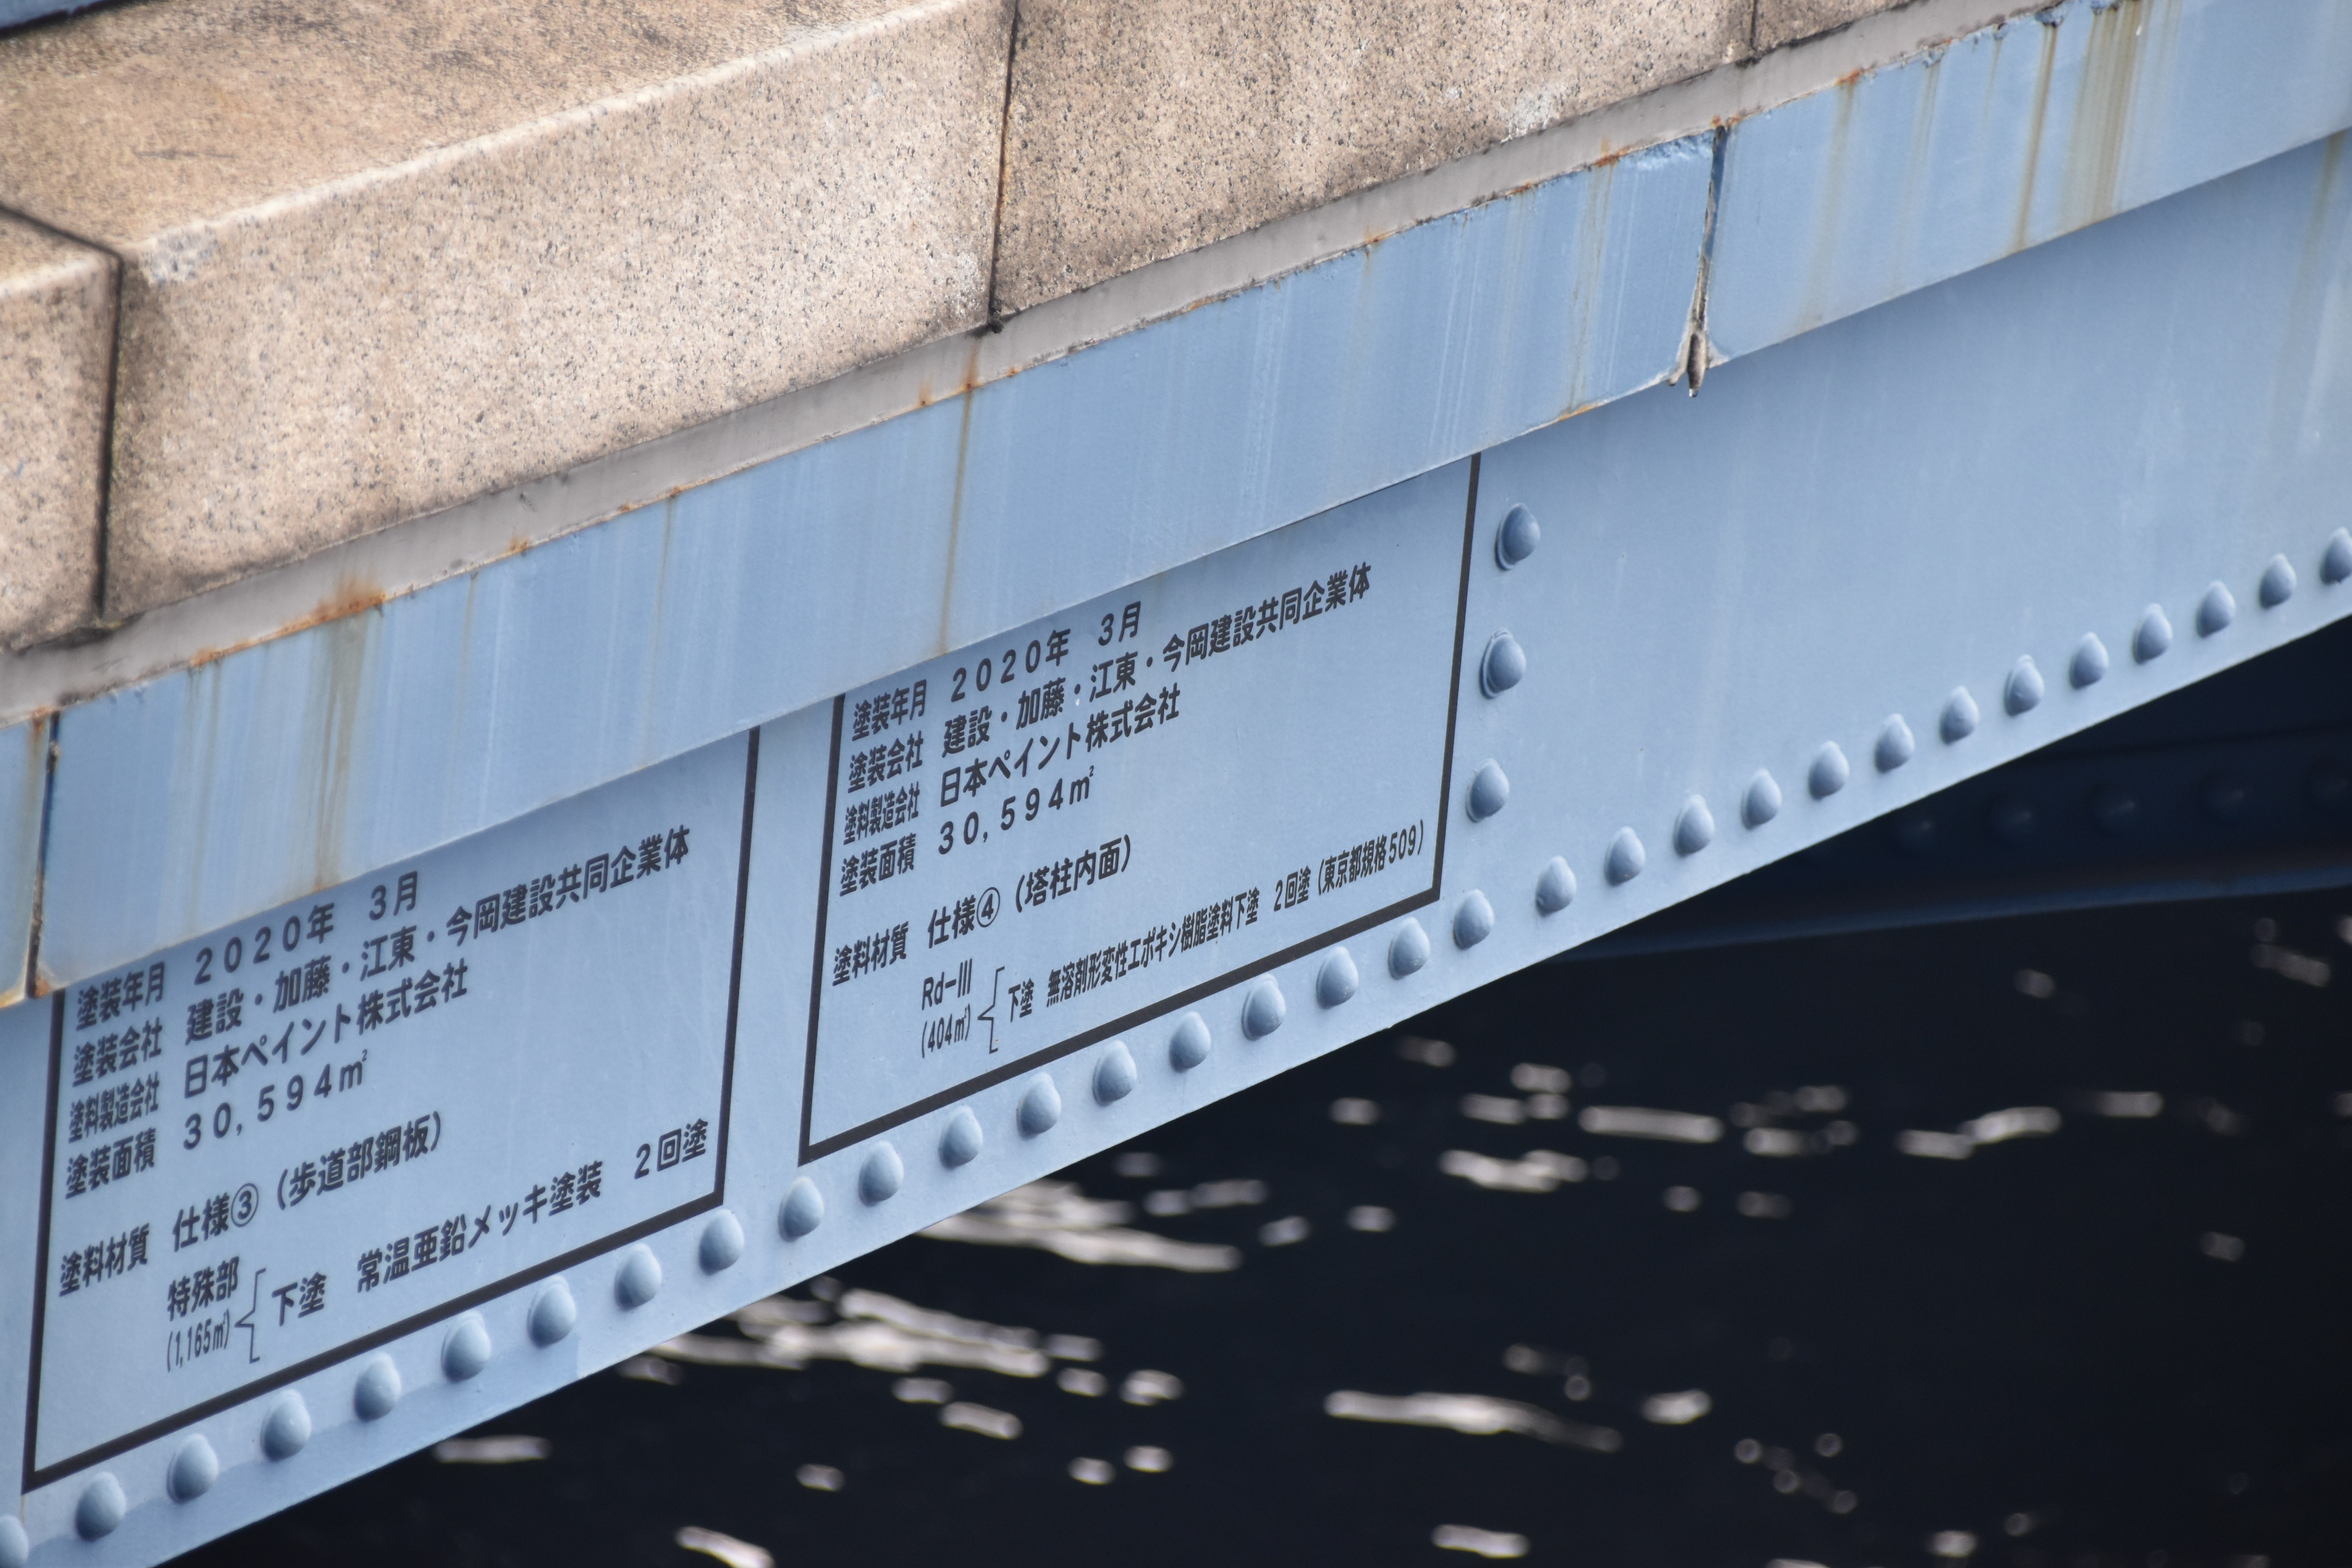 塗装年月 2020年 3月
塗装会社 建設・加藤・江東・今岡建設共同企業体
塗料製造会社 日本ペイント株式会社
塗装面積 30,594㎡
塗料材質 仕様③（歩道部鋼板）
特殊部
(1,165㎡)
下塗 常温亜鉛メッキ塗装 2回塗
塗装年月 2020年 3月
塗装会社 建設・加藤・江東・今岡建設共同企業体
塗料製造会社 日本ペイント株式会社
塗装面積 30,594㎡
塗料材質 仕様④（塔柱内面）
Rd-Ⅲ
(404㎡)
下塗 無溶剤形変性エポキシ樹脂塗料下塗 2回塗（東京都規格509）